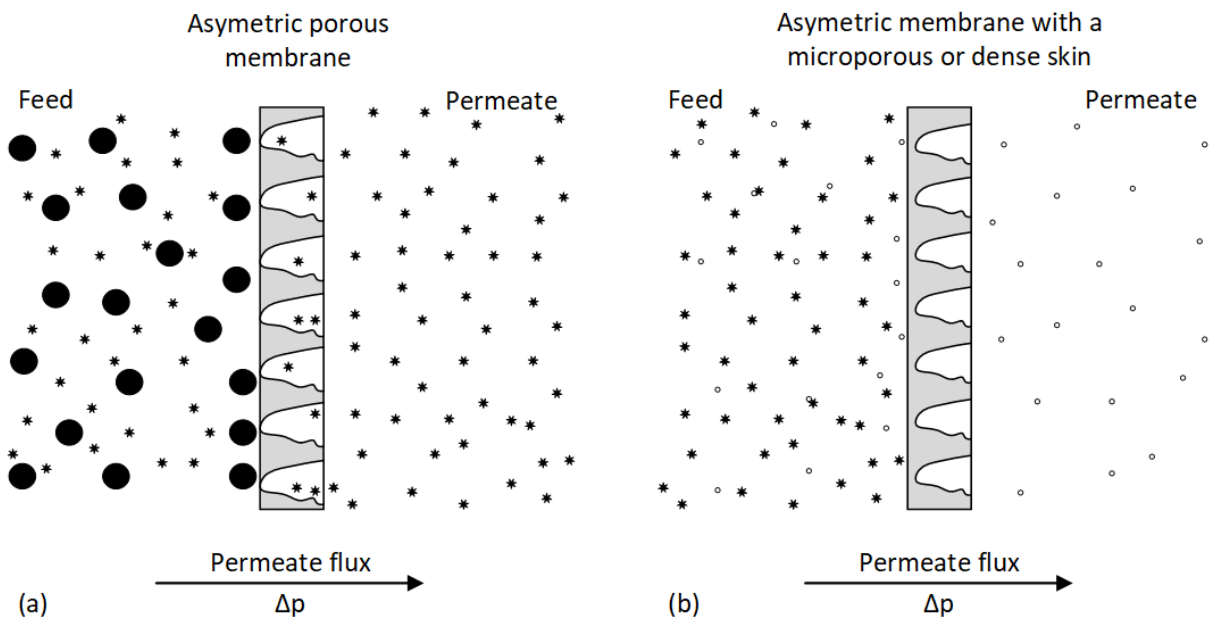 Asymetric porous
membrane
Feed
Permeate
Permeate flux
Δp
(a)
Asymetric membrane with a
microporous or dense skin
Feed
Permeate
Permeate flux
Δp
(b)